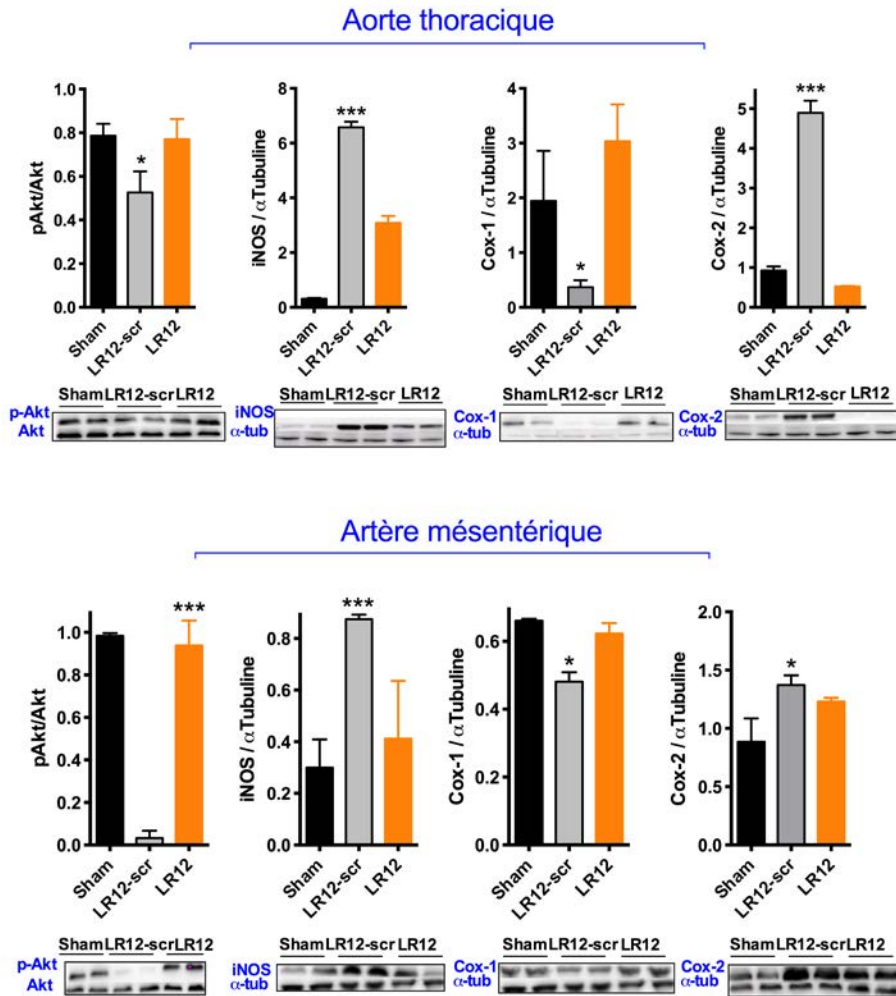 Aorte thoracique
pAkt/Akt
1.0
0.8
0.6
0.4
0.2
0.0
*
Sham
LR12-scr
LR12
iNOS / αTubuline
8
6
4
2
0
***
Sham
LR12-scr
LR12
Cox-1 / αTubuline
4
3
2
1
0
*
Sham
LR12-scr
LR12
Cox-2 / αTubuline
5
4
3
2
1
0
***
Sham
LR12-scr
LR12
Sham LR12-scr LR12
p-Akt
Akt
Sham LR12-scr LR12
iNOS
α-tub
Sham LR12-scr LR12
Cox-1
α-tub
Sham LR12-scr LR12
Cox-2
α-tub
Artère mésentérique
pAkt/Akt
1.0
0.8
0.6
0.4
0.2
0.0
***
Sham
LR12-scr
LR12
iNOS / αTubuline
0.8
0.6
0.4
0.2
0.0
***
Sham
LR12-scr
LR12
Cox-1 / αTubuline
0.6
0.4
0.2
0.0
*
Sham
LR12-scr
LR12
Cox-2 / αTubuline
2.0
1.5
1.0
0.5
0.0
*
Sham
LR12-scr
LR12
Sham LR12-scr LR12
p-Akt
Akt
Sham LR12-scr LR12
iNOS
α-tub
Sham LR12-scr LR12
Cox-1
α-tub
Sham LR12-scr LR12
Cox-2
α-tub